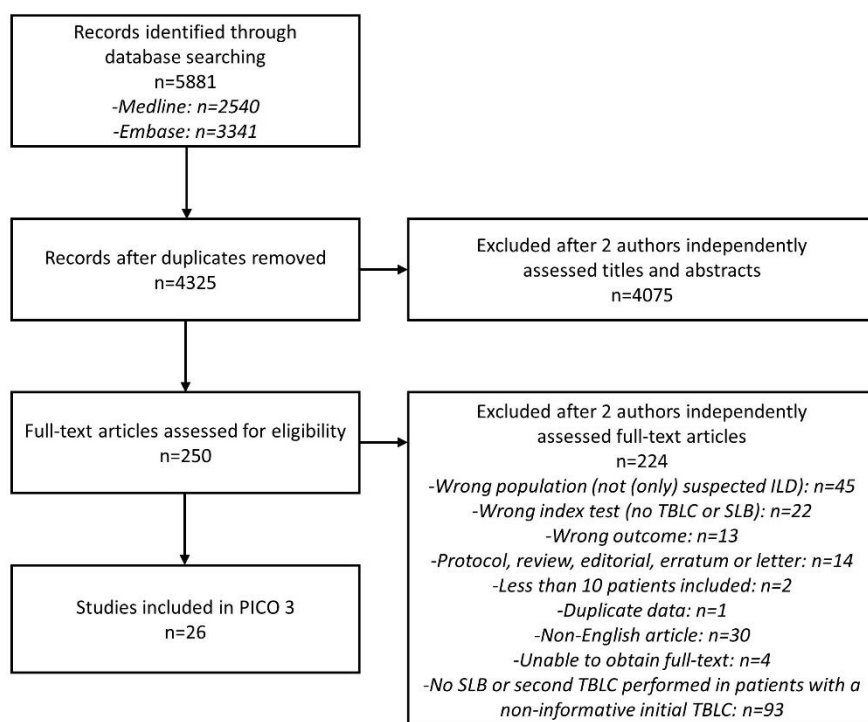 Records identified through
database searching
n=5881
-Medline: n=2540
-Embase: n=3341
Records after duplicates removed
n=4325
Excluded after 2 authors independently
assessed titles and abstracts
n=4075
Full-text articles assessed for eligibility
n=250
Excluded after 2 authors independently
assessed full-text articles
n=224
-Wrong population (not (only) suspected ILD): n=45
-Wrong index test (no TBLC or SLB): n=22
-Wrong outcome: n=13
-Protocol, review, editorial, erratum or letter: n=14
-Less than 10 patients included: n=2
-Duplicate data: n=1
-Non-English article: n=30
-Unable to obtain full-text: n=4
-No SLB or second TBLC performed in patients with a
non-informative initial TBLC: n=93
Studies included in PICO 3
n=26